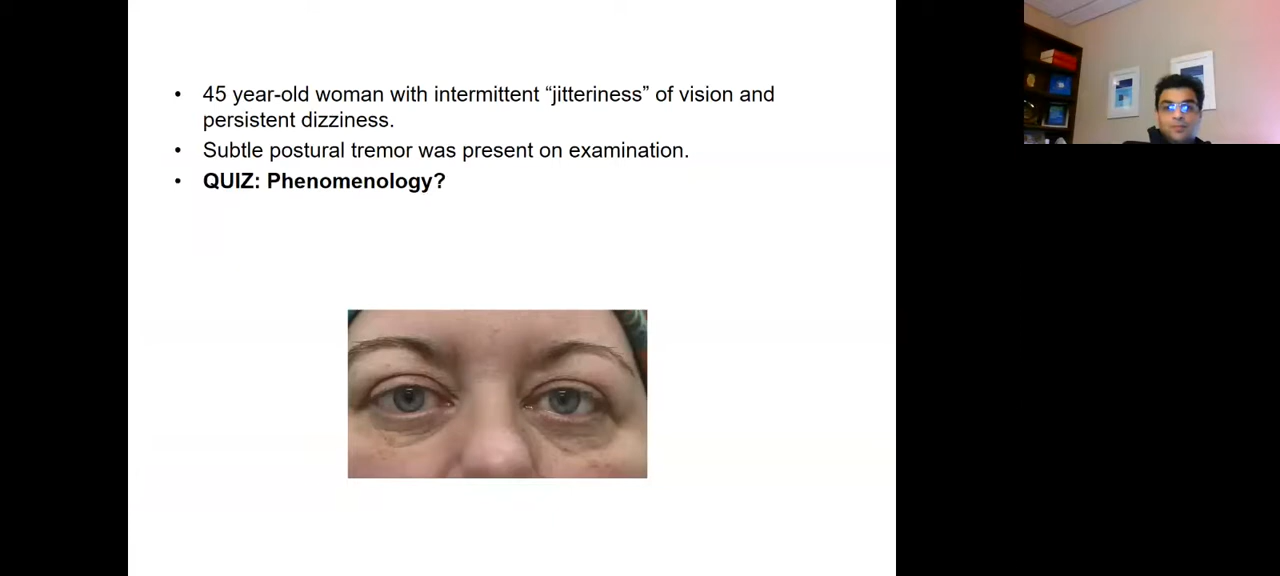 • 45 year-old woman with intermittent “jitteriness” of vision and
persistent dizziness.
• Subtle postural tremor was present on examination.
• QUIZ: Phenomenology?